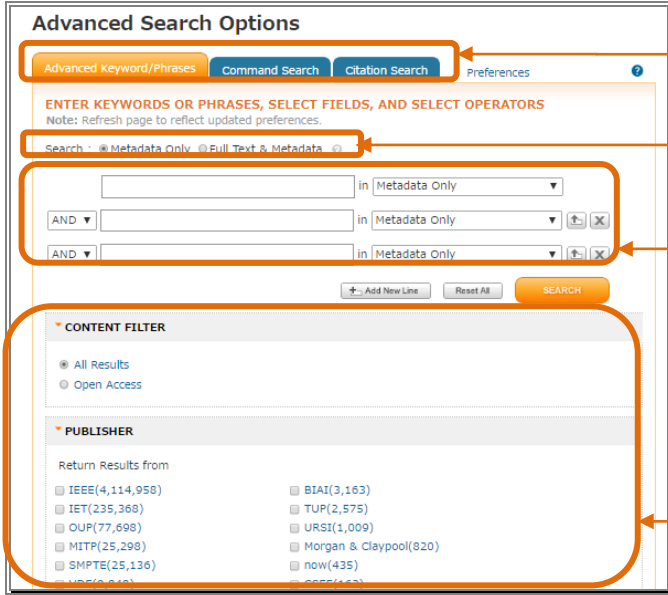 Advanced Search Options
Advanced Keyword/Phrases Command Search Citation Search Preferences ?
ENTER KEYWORDS OR PHRASES, SELECT FIELDS, AND SELECT OPERATORS
Note: Refresh page to reflect updated preferences.
Search : Metadata Only Full Text & Metadata
in Metadata Only
AND in Metadata Only
AND in Metadata Only
Add New Line Reset All SEARCH
CONTENT FILTER
All Results
Open Access
PUBLISHER
Return Results from
IEEE(4,114,958) BIAI(3,163)
IET(235,368) TUP(2,575)
OUP(77,698) URSI(1,009)
MITP(25,298) Morgan & Claypool(820)
SMPTE(25,136) now(435)